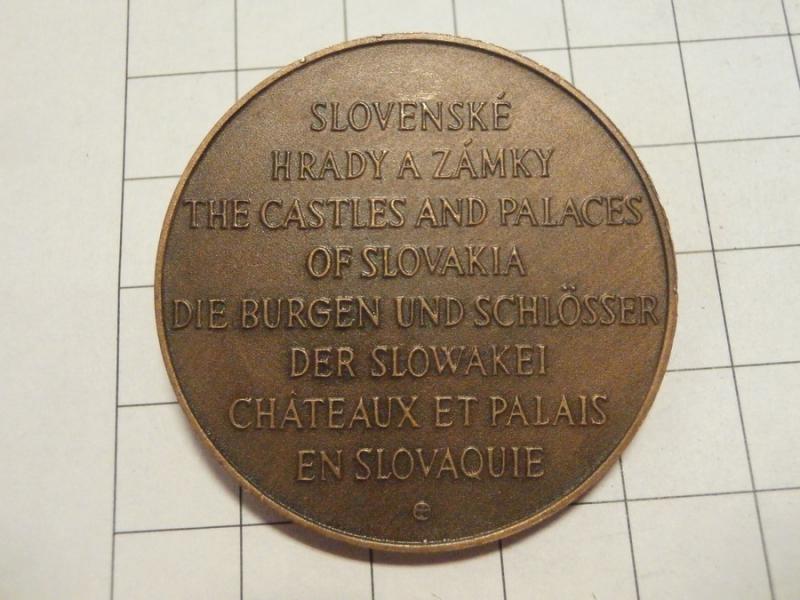 SLOVENSKÉ
HRADY A ZÁMKY
THE CASTLES AND PALACES
OF SLOVAKIA
DIE BURGEN UND SCHLÖSSER
DER SLOWAKEI
CHÂTEAUX ET PALAIS
EN SLOVAQUIE